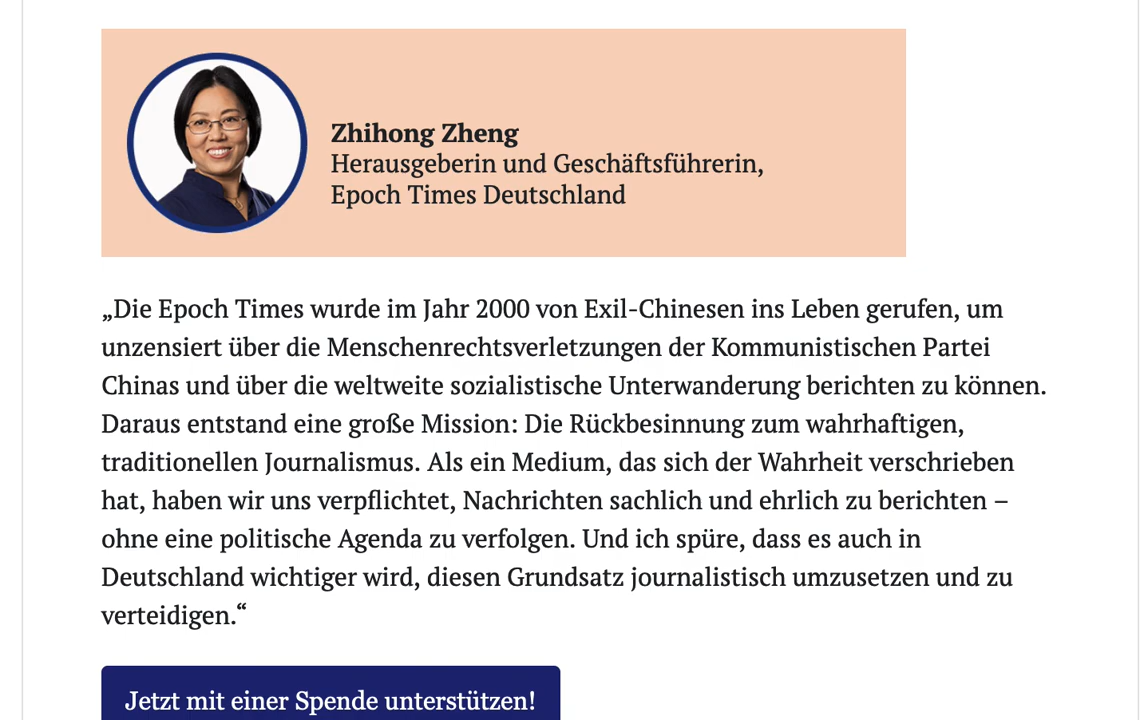 Zhihong Zheng
Herausgeberin und Geschäftsführerin,
Epoch Times Deutschland
„Die Epoch Times wurde im Jahr 2000 von Exil-Chinesen ins Leben gerufen, um
unzensiert über die Menschenrechtsverletzungen der Kommunistischen Partei
Chinas und über die weltweite sozialistische Unterwanderung berichten zu können.
Daraus entstand eine große Mission: Die Rückbesinnung zum wahrhaftigen,
traditionellen Journalismus. Als ein Medium, das sich der Wahrheit verschrieben
hat, haben wir uns verpflichtet, Nachrichten sachlich und ehrlich zu berichten –
ohne eine politische Agenda zu verfolgen. Und ich spüre, dass es auch in
Deutschland wichtiger wird, diesen Grundsatz journalistisch umzusetzen und zu
verteidigen.“
Jetzt mit einer Spende unterstützen!